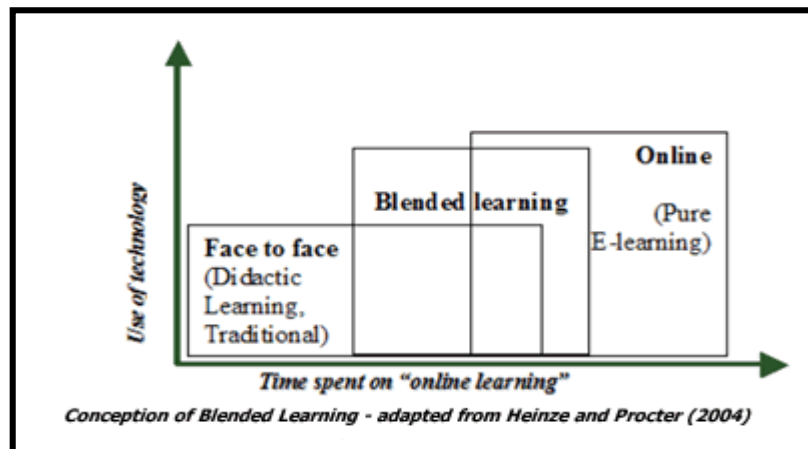 Use of technology
Online
Blended learning
(Pure
E-learning)
Face to face
(Didactic
Learning,
Traditional)
Time spent on “online learning”
Conception of Blended Learning - adapted from Heinze and Procter (2004)